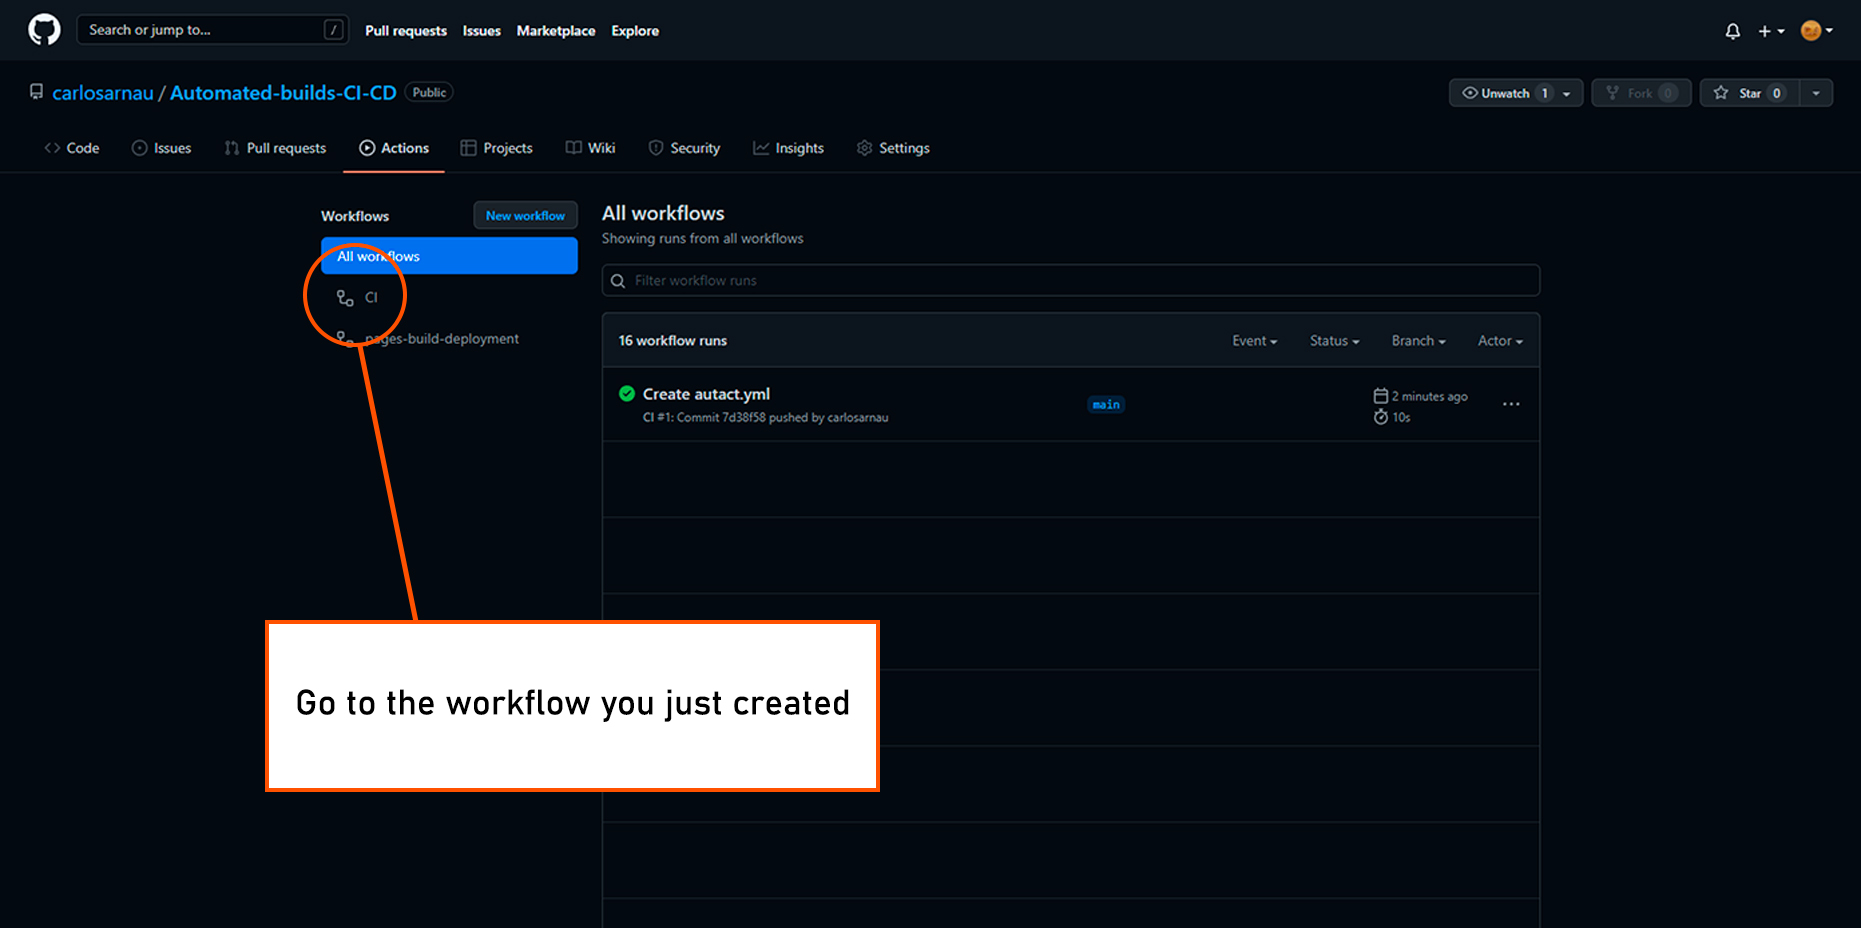 Search or jump to... /
Pull requests Issues Marketplace Explore
carlosarnau / Automated-builds-CI-CD Public
Unwatch 1 Fork 0 Star 0
Code Issues Pull requests Actions Projects Wiki Security Insights Settings
Workflows New workflow
All workflows
CI
pages-build-deployment
All workflows
Showing runs from all workflows
Filter workflow runs
16 workflow runs Event Status Branch Actor
Create autact.yml
CI #1: Commit 7d38f58 pushed by carlosarnau
main
2 minutes ago
10s
Go to the workflow you just created